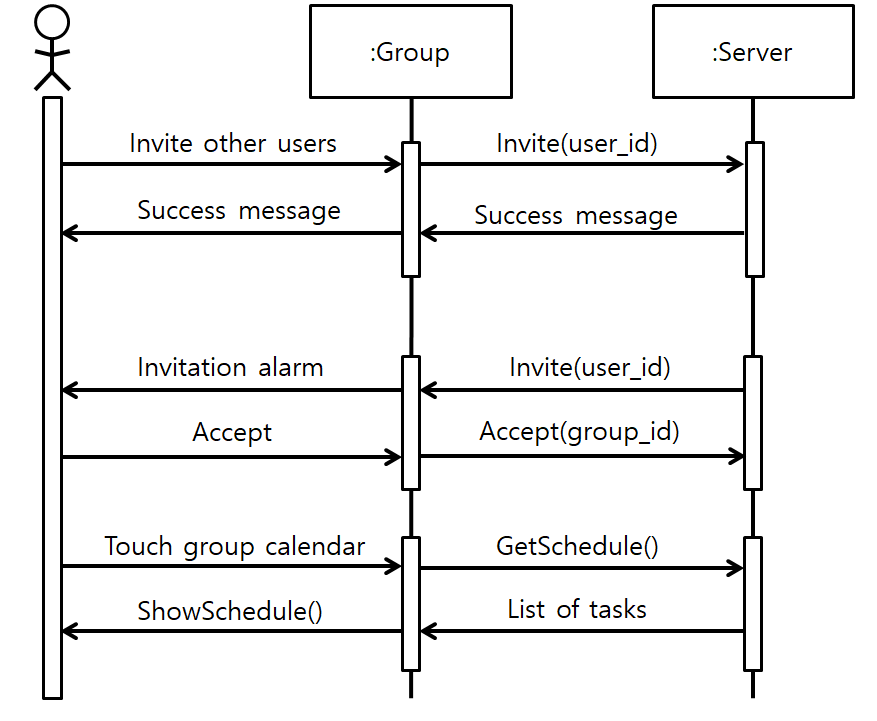 :Group
:Server
Invite other users
Invite(user_id)
Success message
Success message
Invitation alarm
Invite(user_id)
Accept
Accept(group_id)
Touch group calendar
GetSchedule()
ShowSchedule()
List of tasks